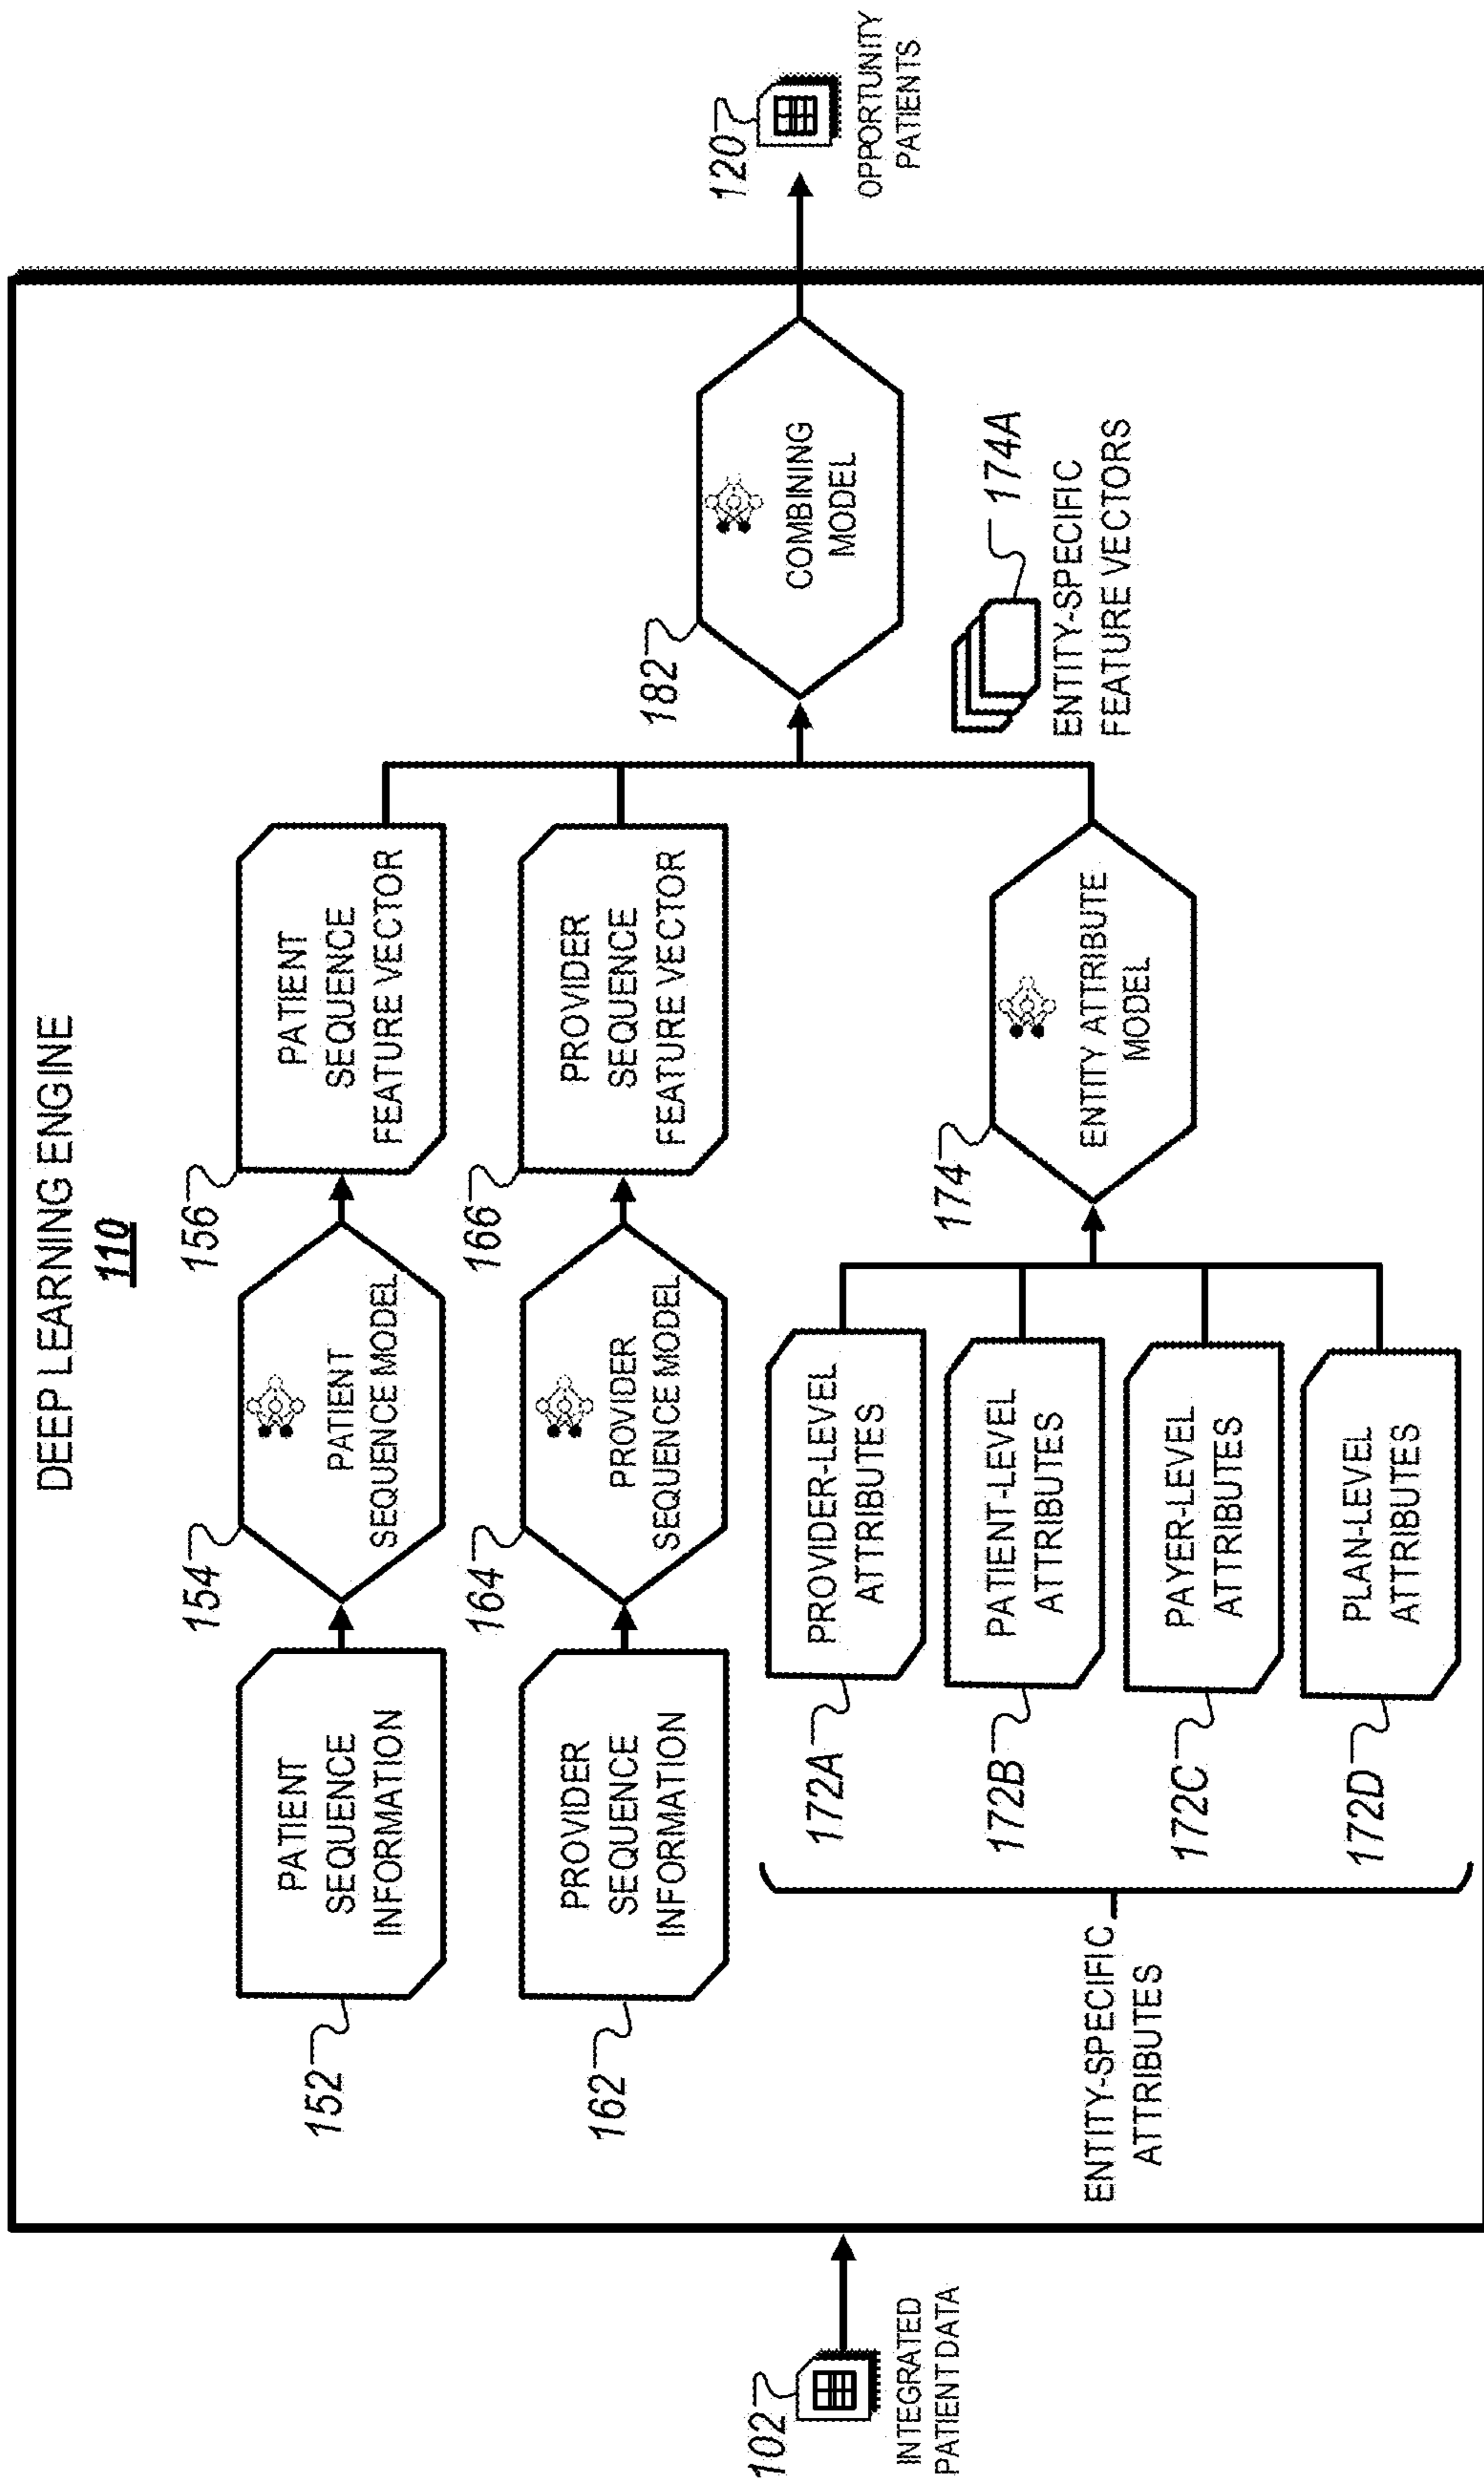 DEEP LEARNING ENGINE
110
102
INTEGRATED
PATIENT DATA
152
PATIENT
SEQUENCE
INFORMATION
154
PATIENT
SEQUENCE MODEL
156
PATIENT
SEQUENCE
FEATURE VECTOR
162
PROVIDER
SEQUENCE
INFORMATION
164
PROVIDER
SEQUENCE MODEL
166
PROVIDER
SEQUENCE
FEATURE VECTOR
ENTITY-SPECIFIC
ATTRIBUTES
172A
PROVIDER-LEVEL
ATTRIBUTES
172B
PATIENT-LEVEL
ATTRIBUTES
172C
PAYER-LEVEL
ATTRIBUTES
172D
PLAN-LEVEL
ATTRIBUTES
174
ENTITY ATTRIBUTE
MODEL
182
COMBINING
MODEL
174A
ENTITY-SPECIFIC
FEATURE VECTORS
120
OPPORTUNITY
PATIENTS